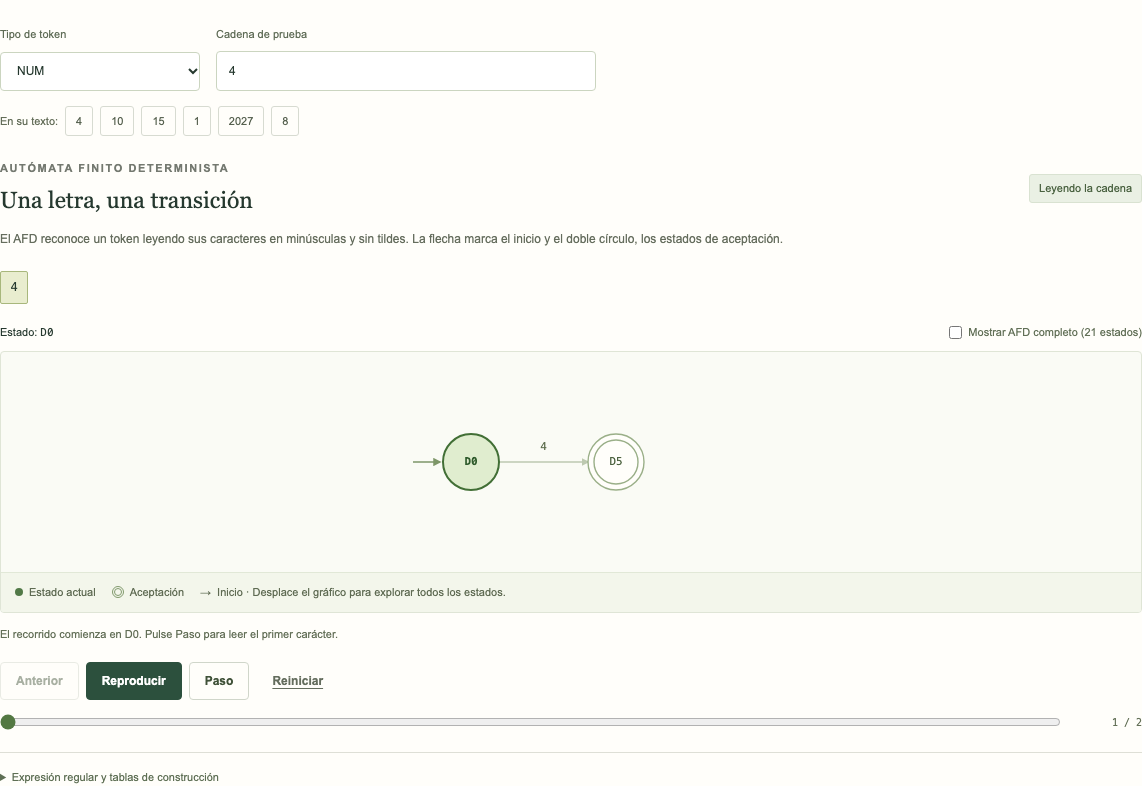 Tipo de token
Cadena de prueba
NUM
4
En su texto: 4 10 15 1 2027 8
AUTÓMATA FINITO DETERMINISTA
Una letra, una transición
Leyendo la cadena
El AFD reconoce un token leyendo sus caracteres en minúsculas y sin tildes. La flecha marca el inicio y el doble círculo, los estados de aceptación.
4
Estado: D0
Mostrar AFD completo (21 estados)
D0
4
D5
Estado actual
Aceptación
→ Inicio · Desplace el gráfico para explorar todos los estados.
El recorrido comienza en D0. Pulse Paso para leer el primer carácter.
Anterior
Reproducir
Paso
Reiniciar
1 / 2
Expresión regular y tablas de construcción